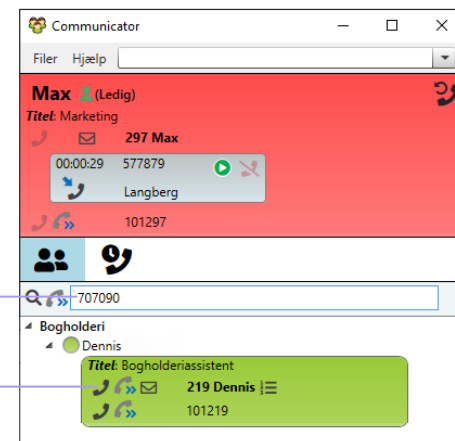 Communicator
Filer Hjælp
Max (Ledig)
Titel: Marketing
297 Max
00:00:29 577879
Langberg
101297
707090
Bogholderi
Dennis
Titel: Bogholderiassistent
219 Dennis
101219